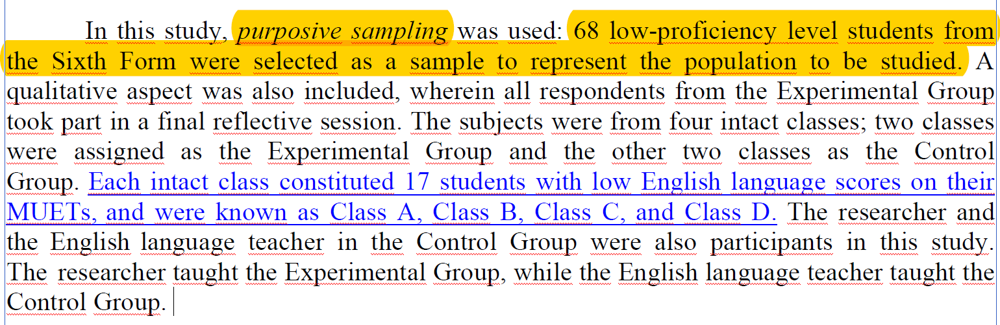 In this study, purposive sampling was used: 68 low-proficiency level students from
the Sixth Form were selected as a sample to represent the population to be studied. A
qualitative aspect was also included, wherein all respondents from the Experimental Group
took part in a final reflective session. The subjects were from four intact classes; two classes
were assigned as the Experimental Group and the other two classes as the Control
Group. Each intact class constituted 17 students with low English language scores on their
MUETs, and were known as Class A, Class B, Class C, and Class D. The researcher and
the English language teacher in the Control Group were also participants in this study.
The researcher taught the Experimental Group, while the English language teacher taught the
Control Group.